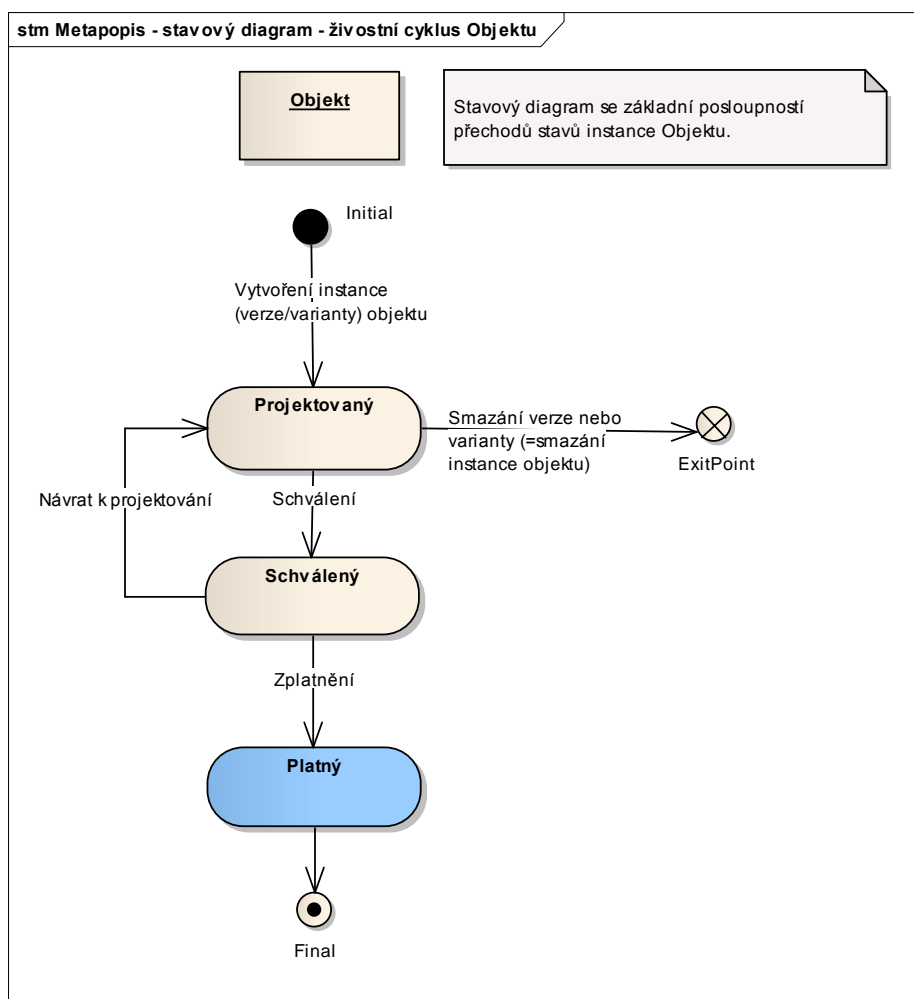 stm Metapopis - stavový diagram - živostní cyklus Objektu
Objekt
Stavový diagram se základní posloupností
přechodů stavů instance Objektu.
Initial
Vytvoření instance
(verze/varianty) objektu
Projektovaný
Smazání verze nebo
varianty (=smazání
instance objektu)
ExitPoint
Návrat k projektování
Schválení
Schválený
Zplatnění
Platný
Final